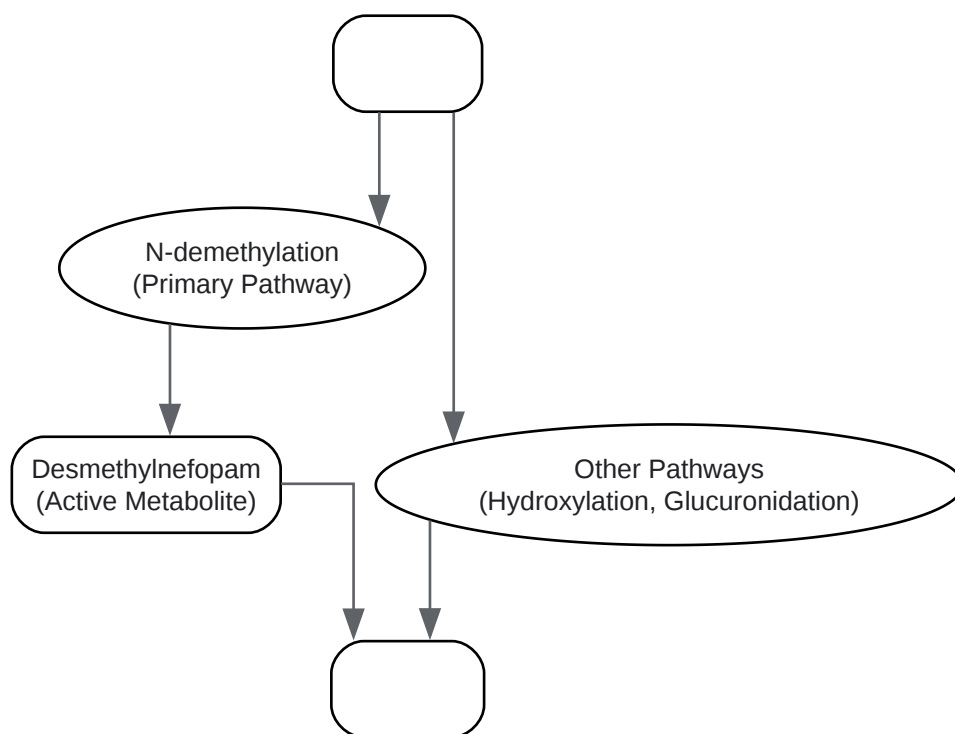 N-demethylation
(Primary Pathway)
Desmethylnefopam
(Active Metabolite)
Other Pathways
(Hydroxylation, Glucuronidation)